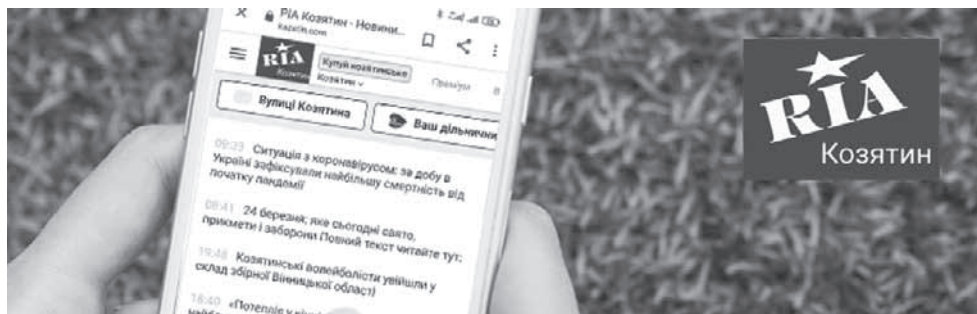 РІА Козятин - Новини...
kazatin.com
RIA
Козятин
Купуй козятинське
Козятин
Преміум
Вулиці Козятина
Ваш дільничний
09:39 Ситуація з коронавірусом: за добу в
Україні зафіксували найбільшу смертність від
початку пандемії
08:41 24 березня: яке сьогодні свято,
прикмети і заборони Повний текст читайте тут:
19:48 Козятинські волейболісти увійшли у
склад збірної Вінницької області
18:40 «Потепліє у
RIA
Козятин